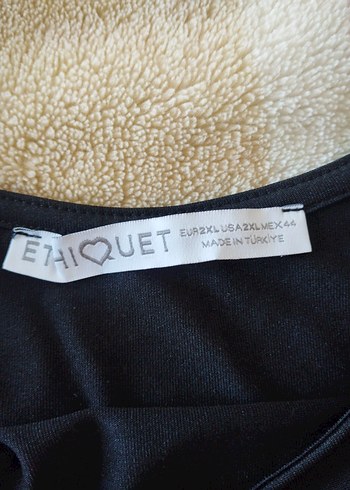 ETHIQUET
EUR2XL USA2XL MEX44
MADE IN TÜRKİYE